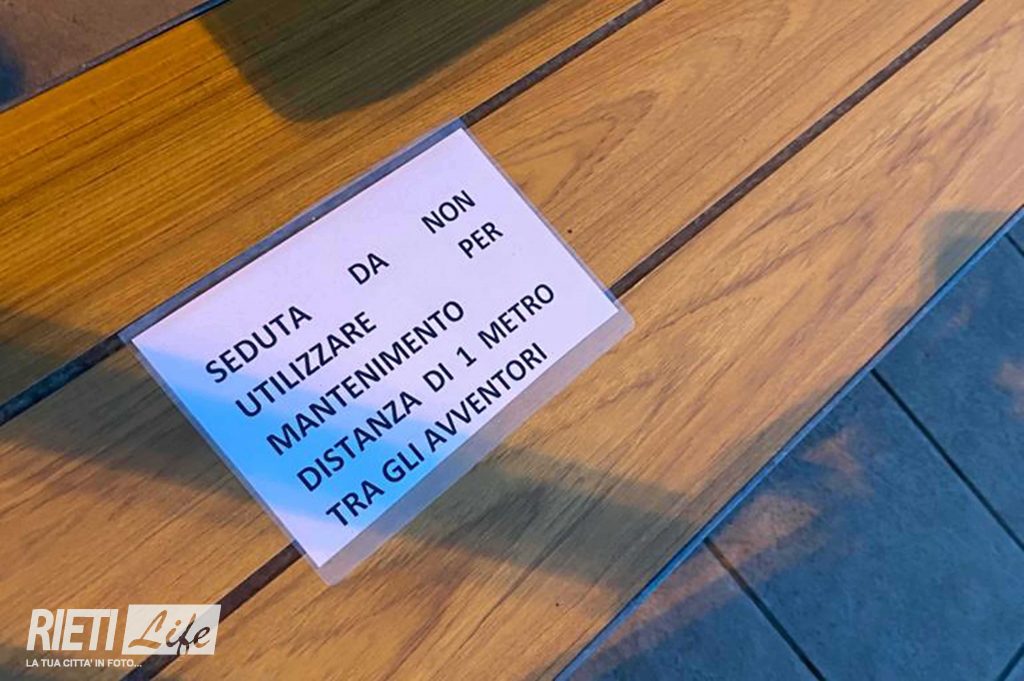 SEDUTA DA NON
UTILIZZARE PER
MANTENIMENTO
DISTANZA DI 1 METRO
TRA GLI AVVENTORI
RIETI Life
LA TUA CITTA' IN FOTO...